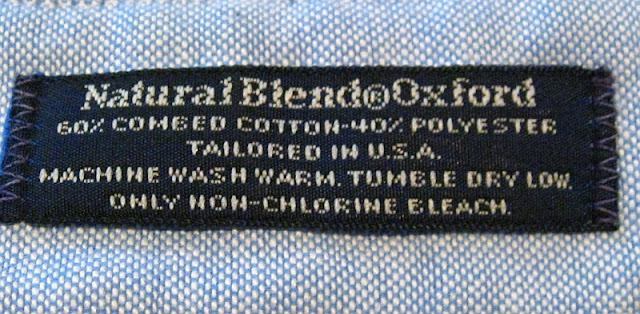 Natural Blend® Oxford
60% COMBED COTTON-40% POLYESTER
TAILORED IN U.S.A.
MACHINE WASH WARM. TUMBLE DRY LOW.
ONLY NON-CHLORINE BLEACH.